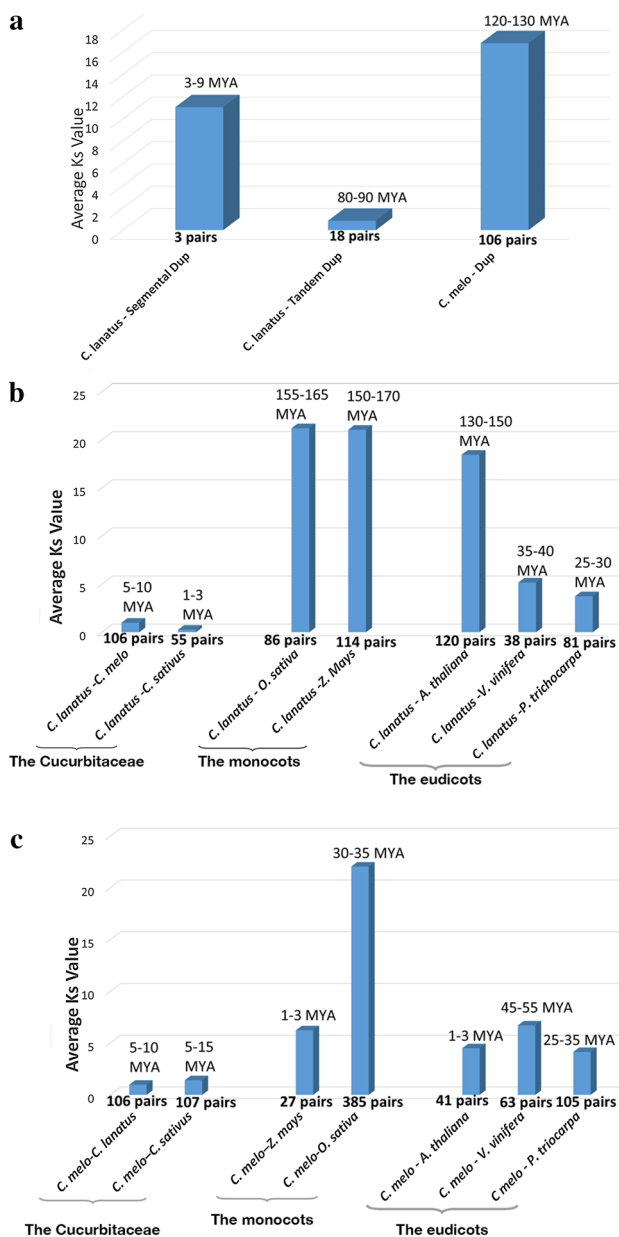 a
120-130 MYA
3-9 MYA
80-90 MYA
Average Ks Value
18
16
14
12
10
8
6
4
2
0
3 pairs
18 pairs
106 pairs
C. lanatus - Segmental Dup
C. lanatus - Tandem Dup
C. melo - Dup
b
Average Ks Value
25
20
15
10
5
0
5-10
MYA
1-3
MYA
155-165
MYA
150-170
MYA
130-150
MYA
35-40
MYA
25-30
MYA
106 pairs
55 pairs
86 pairs
114 pairs
120 pairs
38 pairs
81 pairs
C. lanatus -C. melo
C. lanatus -C. sativus
C. lanatus - O. sativa
C. lanatus -Z. Mays
C. lanatus - A. thaliana
C. lanatus -V. vinifera
C. lanatus -P. trichocarpa
The Cucurbitaceae
The monocots
The eudicots
c
Average Ks Value
25
20
15
10
5
0
5-10
MYA
5-15
MYA
1-3 MYA
30-35 MYA
1-3 MYA
45-55 MYA
25-35 MYA
106 pairs
107 pairs
27 pairs
385 pairs
41 pairs
63 pairs
105 pairs
C. melo-C. lanatus
C. melo–C. sativus
C. melo–Z. mays
C. melo–O. sativa
C. melo - A. thaliana
C. melo - V. vinifera
C melo - P. triocarpa
The Cucurbitaceae
The monocots
The eudicots